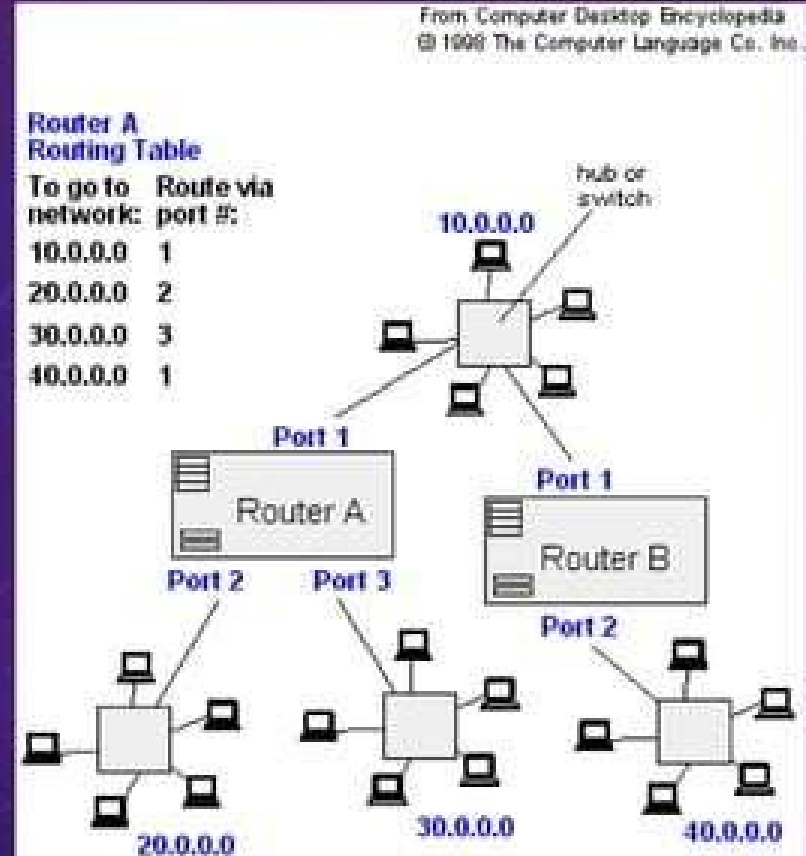 From Computer Desktop Encyclopedia
© 1998 The Computer Language Co. Inc.
Router A
Routing Table
To go to network: Route via port #:
10.0.0.0 1
20.0.0.0 2
30.0.0.0 3
40.0.0.0 1
hub or
switch
10.0.0.0
Port 1
Router A
Port 2 Port 3
Port 1
Router B
Port 2
20.0.0.0
30.0.0.0
40.0.0.0